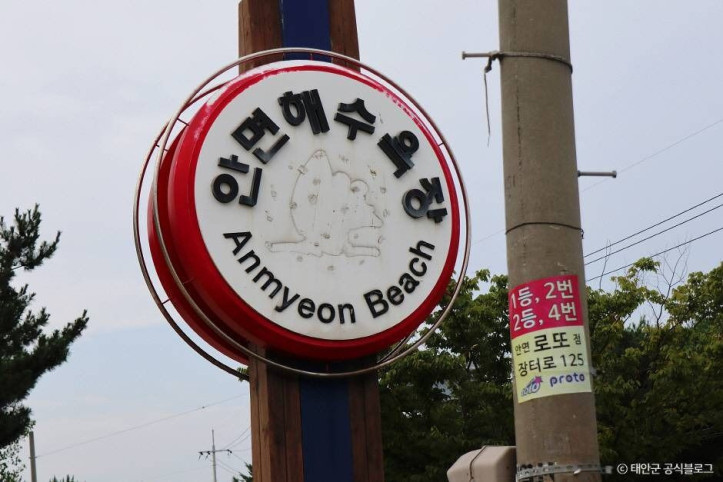 안면해수욕장
Anmyeon Beach
1등, 2번
2등, 4번
안면 로또 점
장터로 125
proto
© 태안군 공식블로그